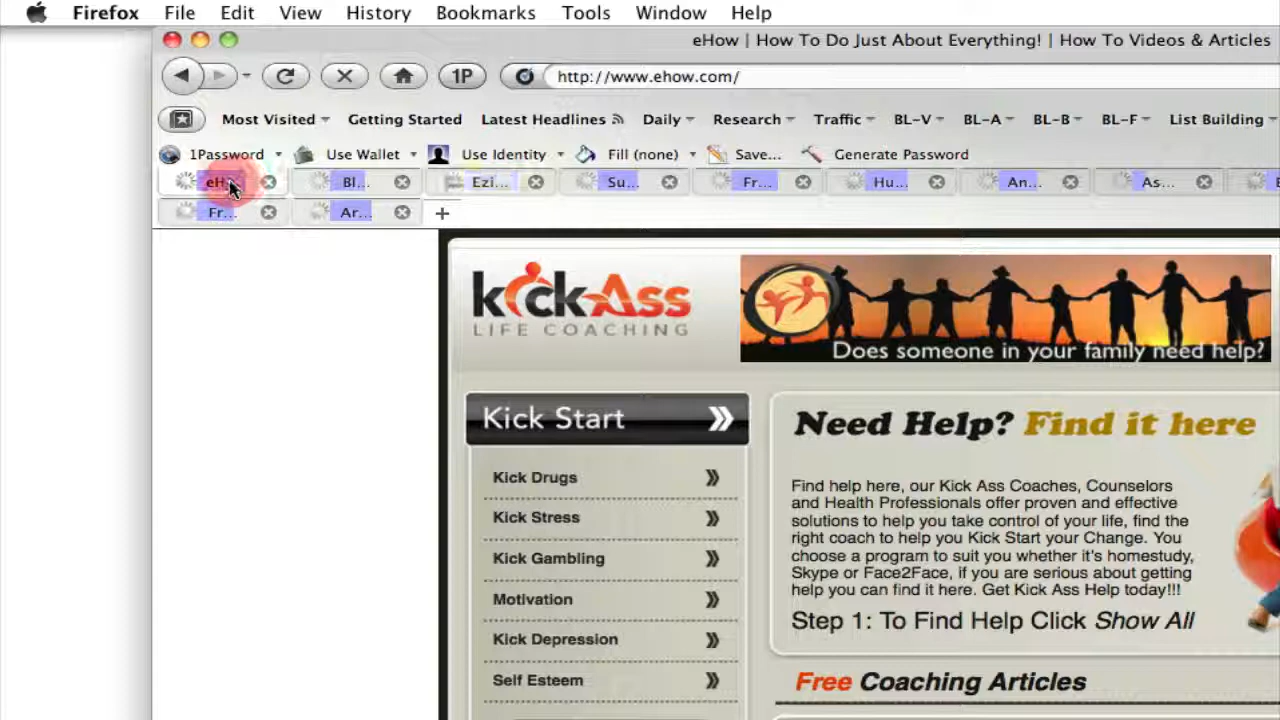 Firefox File Edit View History Bookmarks Tools Window Help
eHow | How To Do Just About Everything! | How To Videos & Articles
1P http://www.ehow.com/
Most Visited Getting Started Latest Headlines Daily Research Traffic BL-V BL-A BL-B BL-F List Building
1Password Use Wallet Use Identity Fill (none) Save... Generate Password
Bl... Ezi... Su... Fr... Hu... An... As...
Fr... Ar... +
kick-Ass
LIFE COACHING
Does someone in your family need help?
Kick Start
Kick Drugs
Kick Stress
Kick Gambling
Motivation
Kick Depression
Self Esteem
Need Help? Find it here
Find help here, our Kick Ass Coaches, Counselors
and Health Professionals offer proven and effective
solutions to help you take control of your life, find the
right coach to help you Kick Start your Change. You
choose a program to suit you whether it's homestudy,
Skype or Face2Face, if you are serious about getting
help you can find it here. Get Kick Ass Help today!!!
Step 1: To Find Help Click Show All
Free Coaching Articles